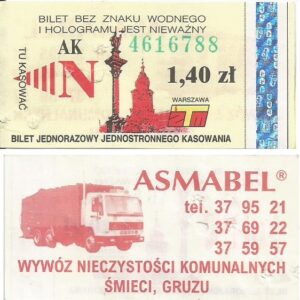 BILET BEZ ZNAKU WODNEGO
I HOLOGRAMU JEST NIEWAŻNY
TU KASOWAĆ
AK 4616788
N
1,40 zł
WARSZAWA
ztm
BILET JEDNORAZOWY JEDNOSTRONNEGO KASOWANIA
ASMABEL®
tel. 37 95 21
37 69 22
37 59 57
WYWÓZ NIECZYSTOŚCI KOMUNALNYCH
ŚMIECI, GRUZU